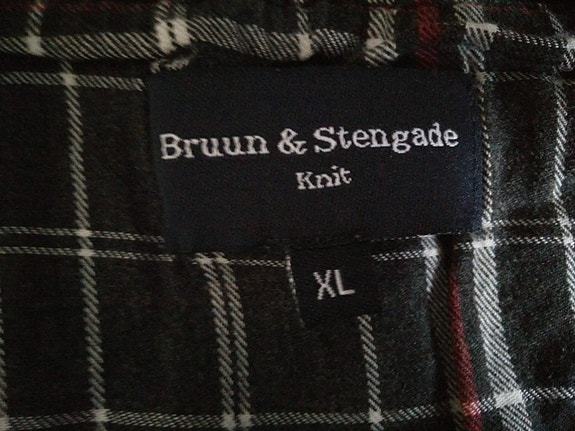 Bruun & Stengade
Knit
XL